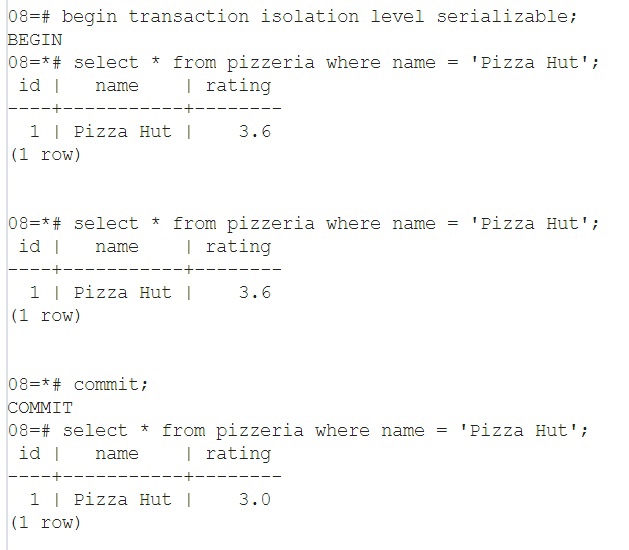 08=# begin transaction isolation level serializable;
BEGIN
08=*# select * from pizzeria where name = 'Pizza Hut';
 id |   name    | rating
----+-----------+--------
  1 | Pizza Hut |    3.6
(1 row)
08=*# select * from pizzeria where name = 'Pizza Hut';
 id |   name    | rating
----+-----------+--------
  1 | Pizza Hut |    3.6
(1 row)
08=*# commit;
COMMIT
08=# select * from pizzeria where name = 'Pizza Hut';
 id |   name    | rating
----+-----------+--------
  1 | Pizza Hut |    3.0
(1 row)